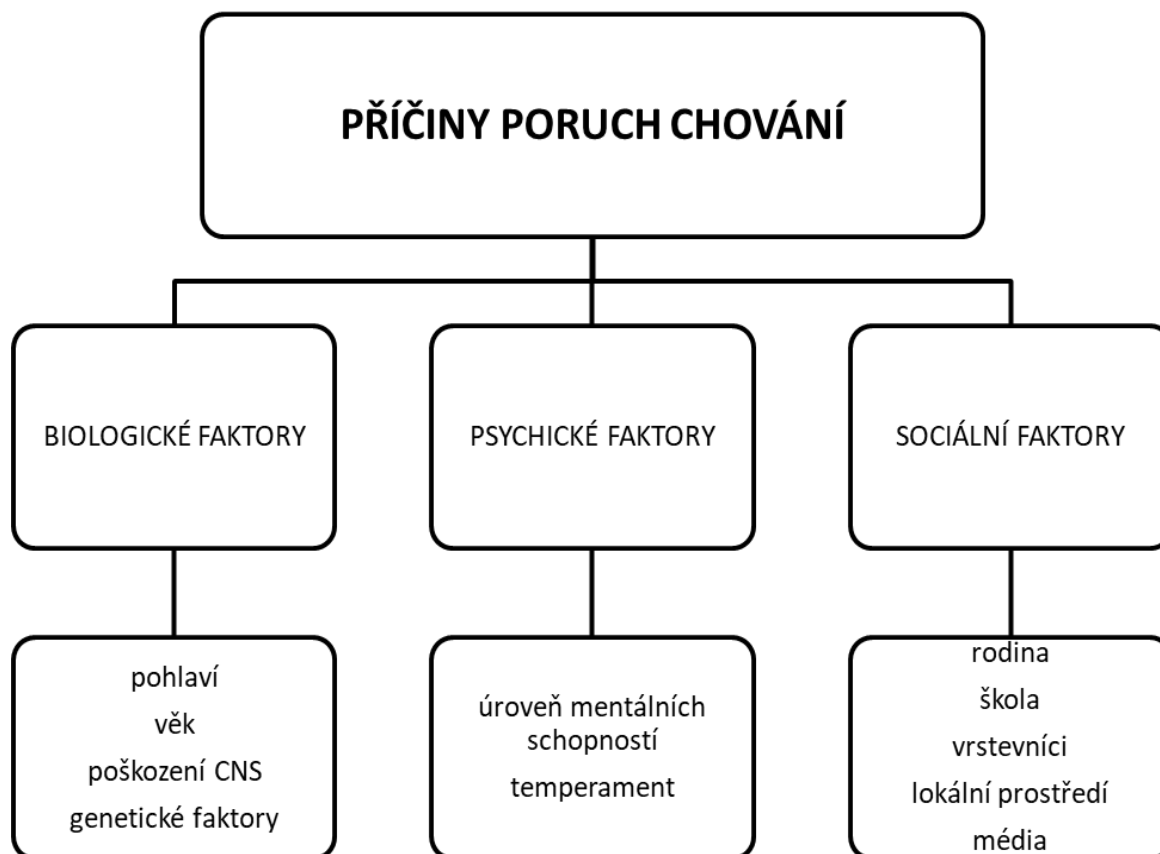 PŘÍČINY PORUCH CHOVÁNÍ
BIOLOGICKÉ FAKTORY
PSYCHICKÉ FAKTORY
SOCIÁLNÍ FAKTORY
pohlaví
věk
poškození CNS
genetické faktory
úroveň mentálních
schopností
temperament
rodina
škola
vrstevníci
lokální prostředí
média